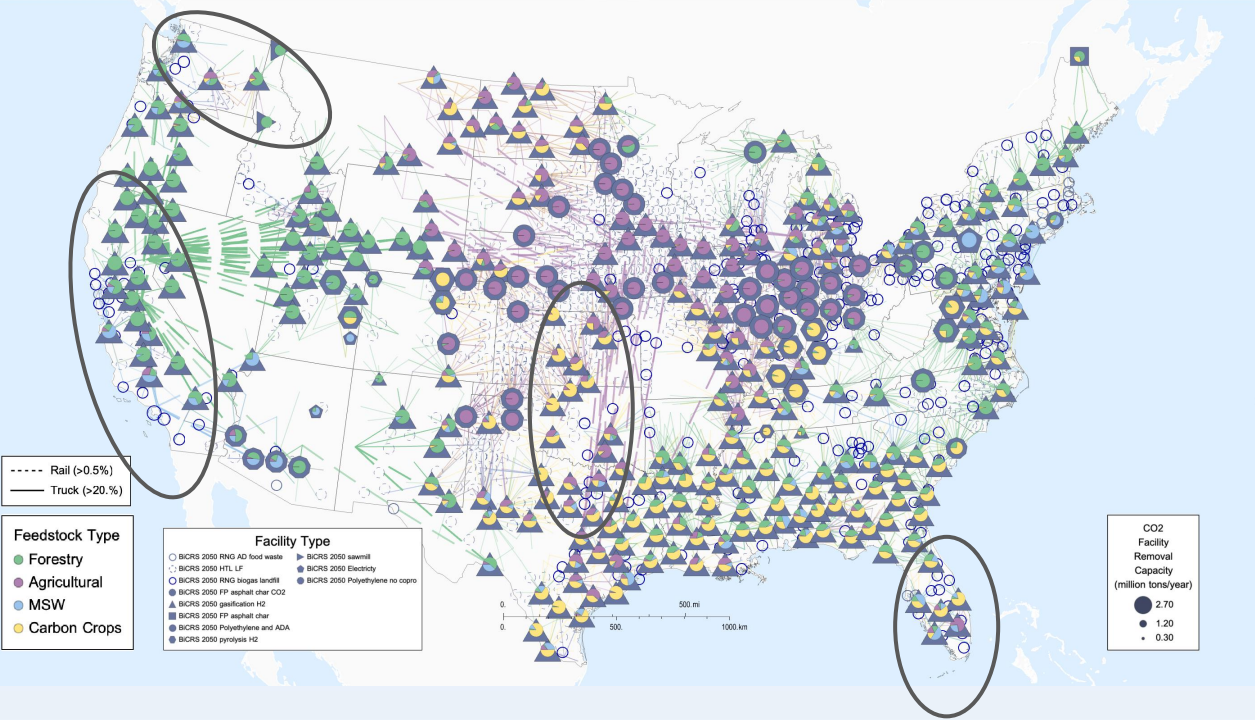 Rail (>0.5%)
Truck (>20.%)
Feedstock Type
Forestry
Agricultural
MSW
Carbon Crops
Facility Type
BiCRS 2050 RNG AD food waste
BiCRS 2050 HTL LF
BiCRS 2050 RNG biogas landfill
BiCRS 2050 FP asphalt char CO2
BiCRS 2050 gasification H2
BiCRS 2050 FP asphalt char
BiCRS 2050 Polyethylene and ADA
BiCRS 2050 pyrolysis H2
BiCRS 2050 sawmill
BiCRS 2050 Electricty
BiCRS 2050 Polyethylene no copro
0. 500.mi
0. 500. 1000.km
CO2
Facility
Removal
Capacity
(million tons/year)
2.70
1.20
0.30